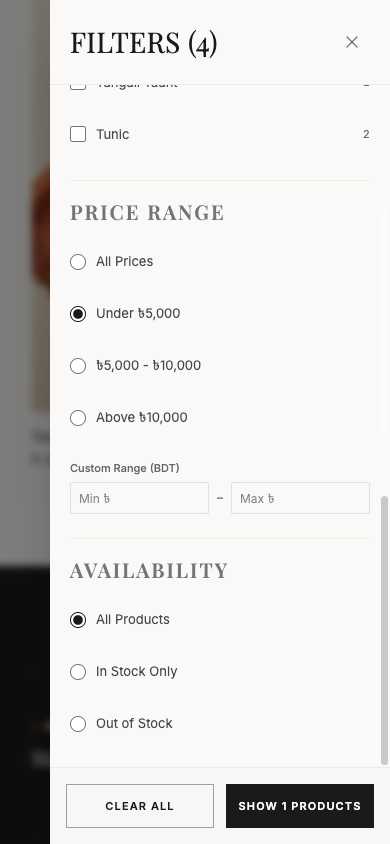 FILTERS (4)
Tunic 2
PRICE RANGE
All Prices
Under ৳5,000
৳5,000 - ৳10,000
Above ৳10,000
Custom Range (BDT)
Min ৳ – Max ৳
AVAILABILITY
All Products
In Stock Only
Out of Stock
CLEAR ALL SHOW 1 PRODUCTS